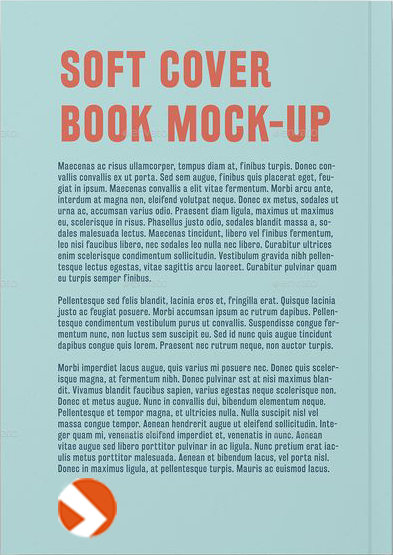 SOFT COVER
BOOK MOCK-UP
Maecenas ac risus ullamcorper, tempus diam at, finibus turpis. Donec con-
vallis convallis ex ut porta. Sed sem augue, finibus quis placerat eget, feu-
giat in ipsum. Maecenas convallis a elit vitae fermentum. Morbi arcu ante,
interdum at magna non, eleifend volutpat neque. Donec ex metus, sodales ut
urna ac, accumsan varius odio. Praesent diam ligula, maximus ut maximus
eu, scelerisque in risus. Phasellus justo odio, sodales blandit massa a, so-
dales malesuada lectus. Maecenas tincidunt, libero vel finibus fermentum,
leo nisi faucibus libero, nec sodales leo nulla nec libero. Curabitur ultrices
enim scelerisque condimentum sollicitudin. Vestibulum gravida nibh pellen-
tesque lectus egestas, vitae sagittis arcu laoreet. Curabitur pulvinar quam
eu turpis semper finibus.
Pellentesque sed felis blandit, lacinia eros et, fringilla erat. Quisque lacinia
justo ac feugiat posuere. Morbi accumsan ipsum ac rutrum dapibus. Pellen-
tesque condimentum vestibulum purus ut convallis. Suspendisse congue fer-
mentum nunc, non luctus sem suscipit eu. Sed id nunc quis augue tincidunt
dapibus congue quis lorem. Praesent nec rutrum neque, non auctor turpis.
Morbi imperdiet lacus augue, quis varius mi posuere nec. Donec quis sceler-
isque magna, at fermentum nibh. Donec pulvinar est at nisi maximus blan-
dit. Vivamus blandit faucibus sapien, varius egestas neque scelerisque non.
Donec et metus augue. Nunc in convallis dui, bibendum elementum neque.
Pellentesque et tempor magna, et ultricies nulla. Nulla suscipit nisl vel
massa congue tempor. Aenean hendrerit augue ut eleifend sollicitudin. Inte-
ger quam mi, venenatis eleifend imperdiet et, venenatis in nunc. Aenean
vitae augue sed libero porttitor pulvinar in ac ligula. Nunc pretium erat iac-
ulis metus porttitor malesuada. Aenean et bibendum lacus, vel porta nisl.
Donec in maximus ligula, at pellentesque turpis. Mauris ac euismod lacus.